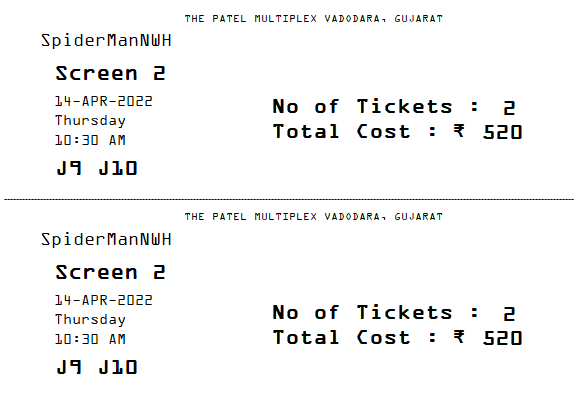 THE PATEL MULTIPLEX VADODARA, GUJARAT
SpiderManNWH
Screen 2
14-APR-2022
Thursday
10:30 AM
J9 J10
No of Tickets : 2
Total Cost : ₹ 520
THE PATEL MULTIPLEX VADODARA, GUJARAT
SpiderManNWH
Screen 2
14-APR-2022
Thursday
10:30 AM
J9 J10
No of Tickets : 2
Total Cost : ₹ 520